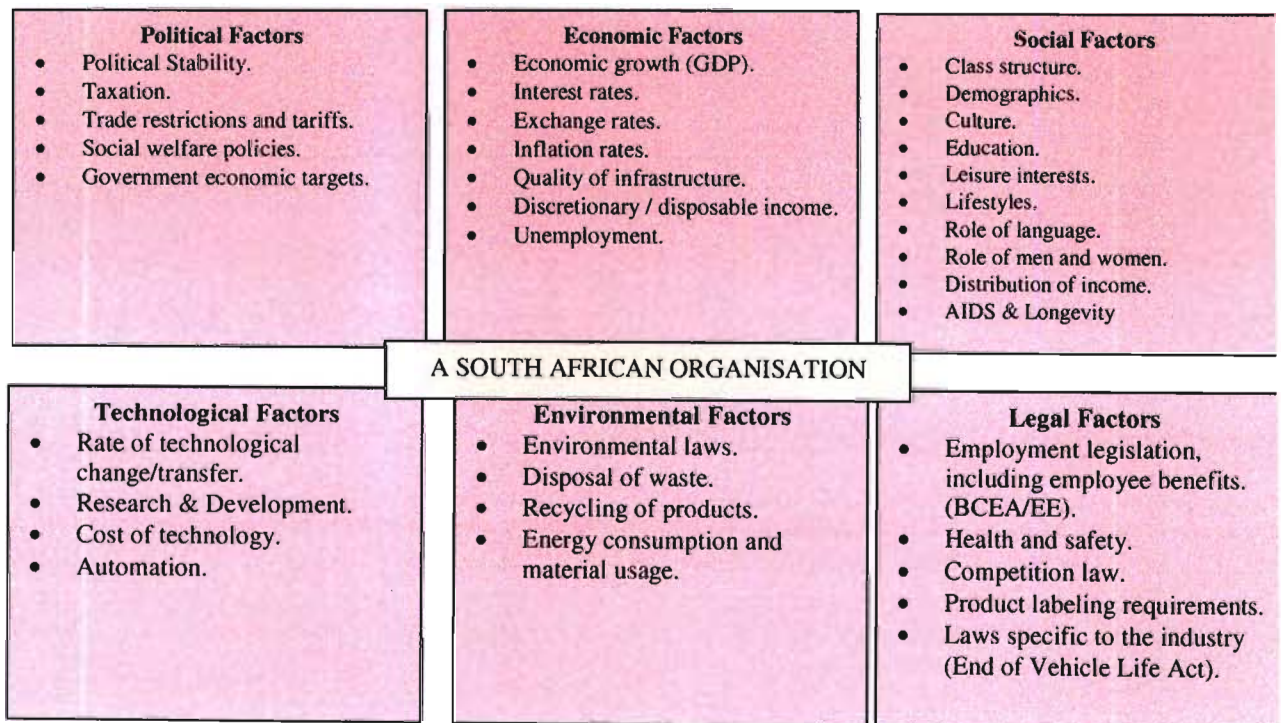 Political Factors
• Political Stability.
• Taxation.
• Trade restrictions and tariffs.
• Social welfare policies.
• Government economic targets.
Economic Factors
• Economic growth (GDP).
• Interest rates.
• Exchange rates.
• Inflation rates.
• Quality of infrastructure.
• Discretionary / disposable income.
• Unemployment.
Social Factors
• Class structure.
• Demographics.
• Culture.
• Education.
• Leisure interests.
• Lifestyles.
• Role of language.
• Role of men and women.
• Distribution of income.
• AIDS & Longevity
A SOUTH AFRICAN ORGANISATION
Technological Factors
• Rate of technological
change/transfer.
• Research & Development.
• Cost of technology.
• Automation.
Environmental Factors
• Environmental laws.
• Disposal of waste.
• Recycling of products.
• Energy consumption and
material usage.
Legal Factors
• Employment legislation,
including employee benefits.
(BCEA/EE).
• Health and safety.
• Competition law.
• Product labeling requirements.
• Laws specific to the industry
(End of Vehicle Life Act).